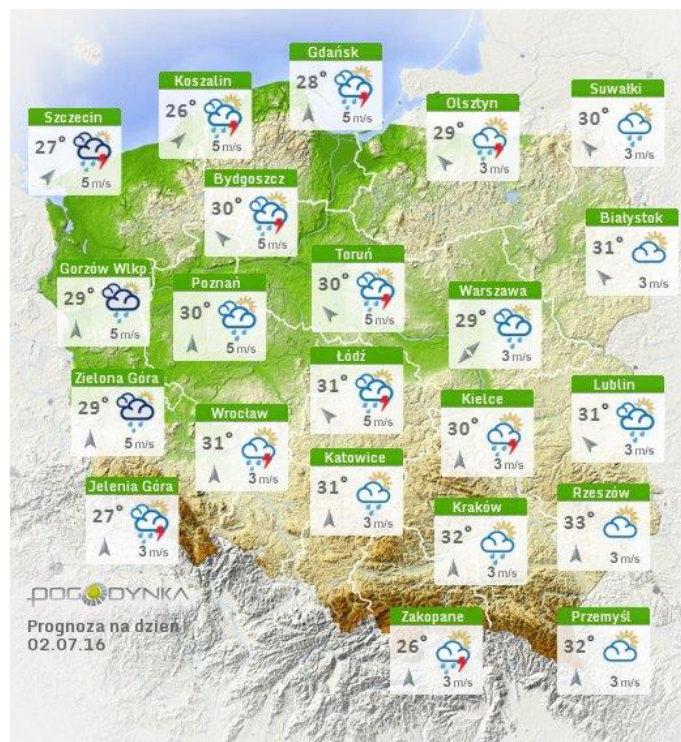 Gdańsk
28°
5 m/s
Koszalin
26°
5 m/s
Suwałki
30°
3 m/s
Olsztyn
29°
3 m/s
Szczecin
27°
5 m/s
Bydgoszcz
30°
5 m/s
Białystok
31°
3 m/s
Toruń
30°
5 m/s
Gorzów Wlkp
29°
5 m/s
Poznań
30°
5 m/s
Warszawa
29°
3 m/s
Łódź
31°
5 m/s
Zielona Góra
29°
5 m/s
Lublin
31°
3 m/s
Kielce
30°
3 m/s
Wrocław
31°
3 m/s
Katowice
31°
3 m/s
Jelenia Góra
27°
3 m/s
Rzeszów
33°
3 m/s
Kraków
32°
3 m/s
POGODYNKA
Prognoza na dzień
02.07.16
Zakopane
26°
3 m/s
Przemyśl
32°
3 m/s